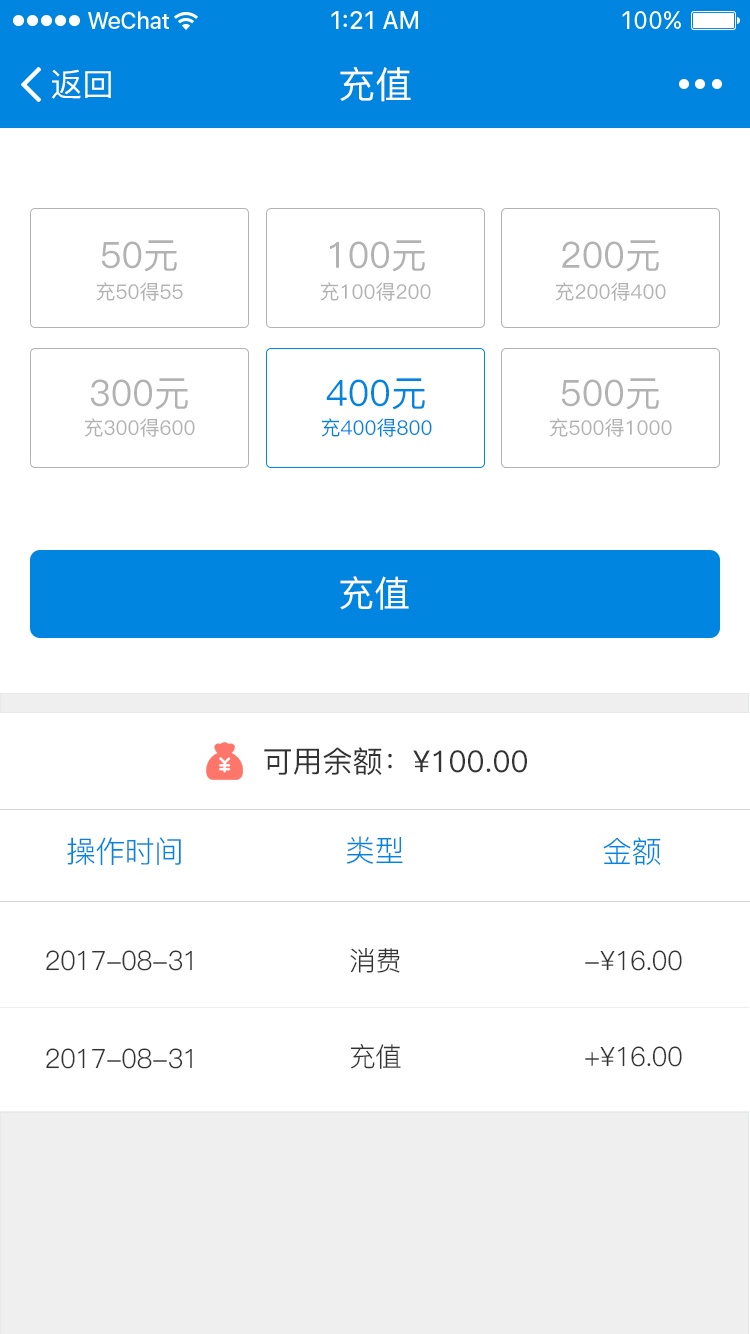 WeChat 1:21 AM 100%
返回 充值
50元 100元 200元
充50得55 充100得200 充200得400
300元 400元 500元
充300得600 充400得800 充500得1000
充值
¥ 可用余额：¥100.00
操作时间 类型 金额
2017-08-31 消费 -¥16.00
2017-08-31 充值 +¥16.00